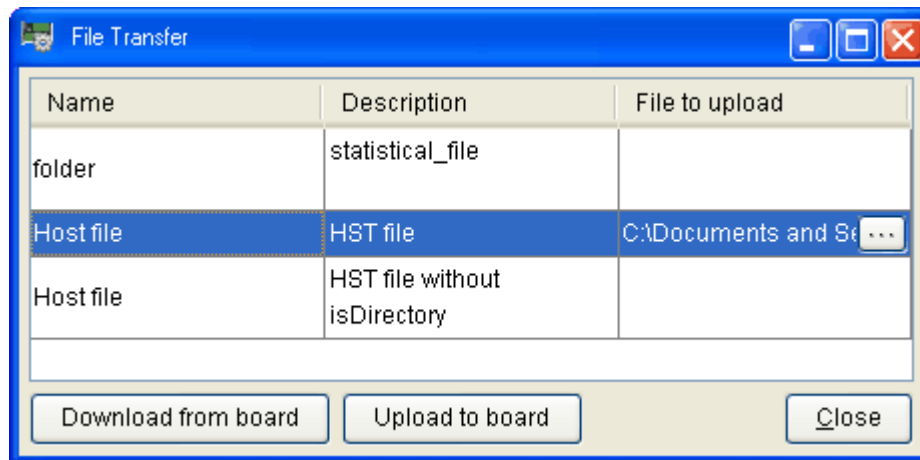 File Transfer
Name Description File to upload
folder statistical_file
Host file HST file C:\Documents and Se ...
Host file HST file without
isDirectory
Download from board Upload to board Close